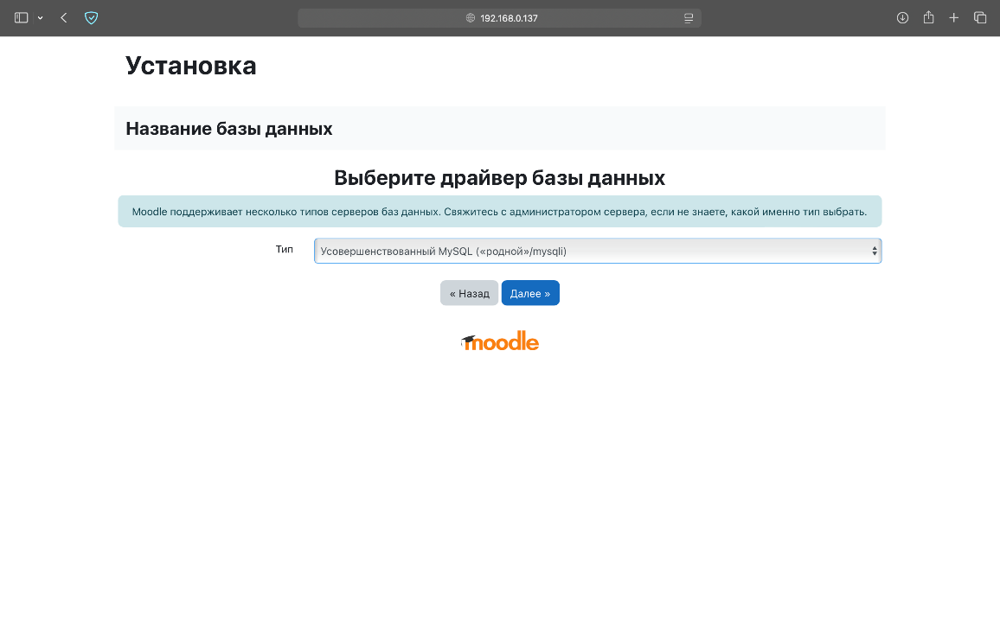 192.168.0.137
Установка
Название базы данных
Выберите драйвер базы данных
Moodle поддерживает несколько типов серверов баз данных. Свяжитесь с администратором сервера, если не знаете, какой именно тип выбрать.
Тип
Усовершенствованный MySQL («родной»/mysqli)
« Назад
Далее »
moodle